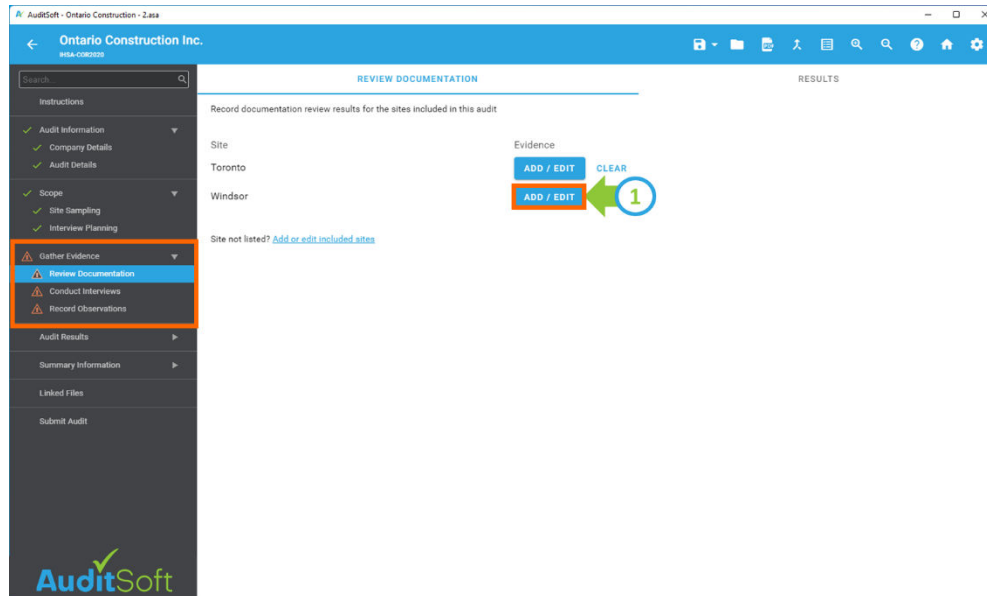 AuditSoft - Ontario Construction - 2.asa
Ontario Construction Inc.
IHSA-COR2020
Search...
Instructions
Audit Information
Company Details
Audit Details
Scope
Site Sampling
Interview Planning
Gather Evidence
Review Documentation
Conduct Interviews
Record Observations
Audit Results
Summary Information
Linked Files
Submit Audit
AuditSoft
REVIEW DOCUMENTATION
RESULTS
Record documentation review results for the sites included in this audit
Site Evidence
Toronto ADD / EDIT CLEAR
Windsor ADD / EDIT 1
Site not listed? Add or edit included sites